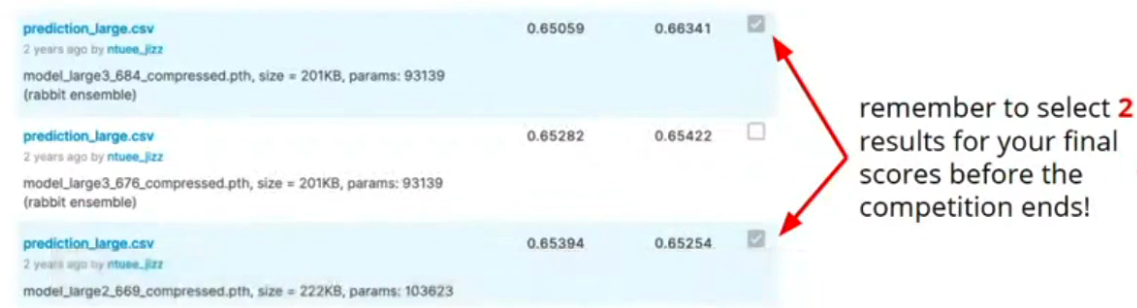 prediction_large.csv 0.65059 0.66341
2 years ago by ntuee_jizz
model_large3_684_compressed.pth, size = 201KB, params: 93139
(rabbit ensemble)
prediction_large.csv 0.65282 0.65422
2 years ago by ntuee_jizz
model_large3_676_compressed.pth, size = 201KB, params: 93139
(rabbit ensemble)
prediction_large.csv 0.65394 0.65254
2 years ago by ntuee_jizz
model_large2_669_compressed.pth, size = 222KB, params: 103623
remember to select 2
results for your final
scores before the
competition ends!